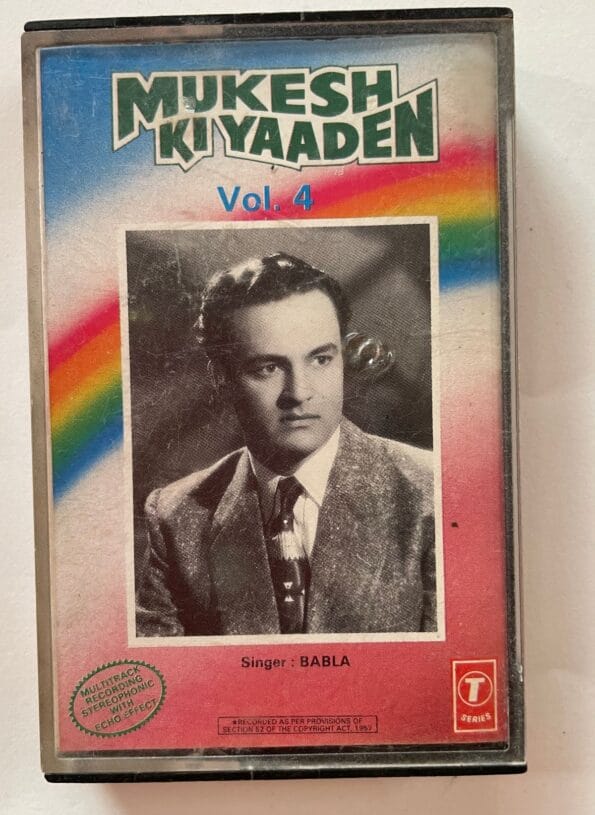 MUKESH
KI YAADEN
Vol. 4
Singer : BABLA
MULTITRACK
RECORDING
STEREOPHONIC
WITH
ECHO EFFECT
★RECORDED AS PER PROVISIONS OF
SECTION 52 OF THE COPYRIGHT ACT, 1957
T
SERIES